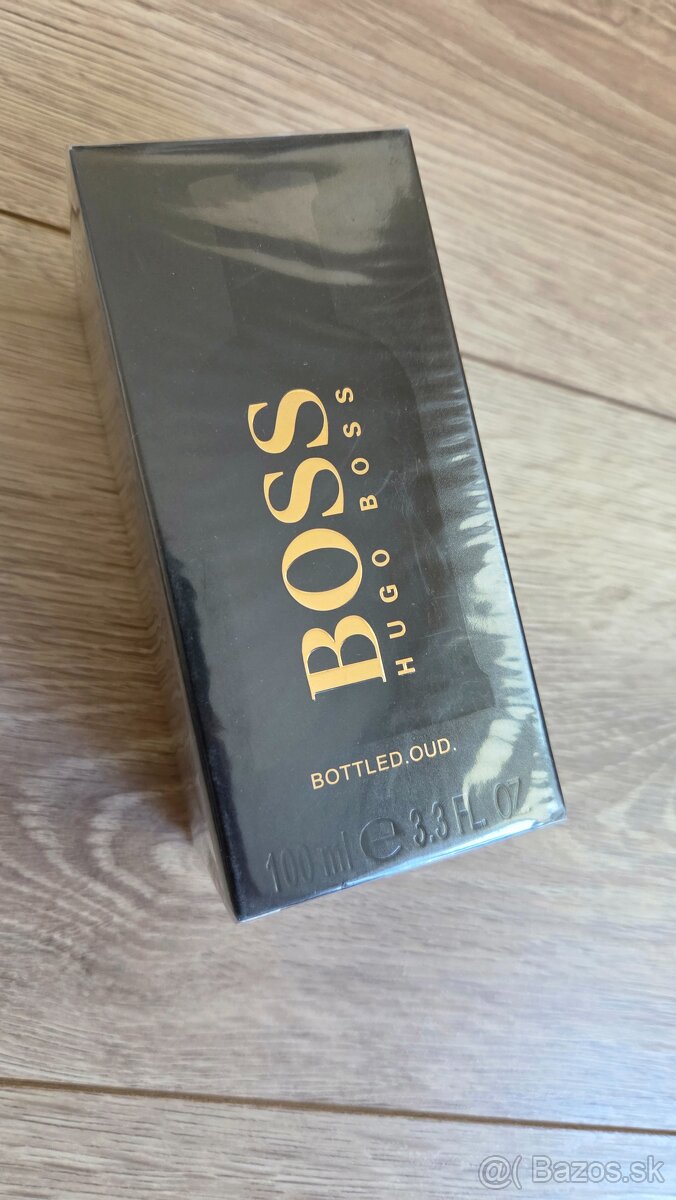 BOSS
HUGO BOSS
BOTTLED.OUD.
100 ml ℮ 3.3 FL. OZ.
@( Bazos.sk